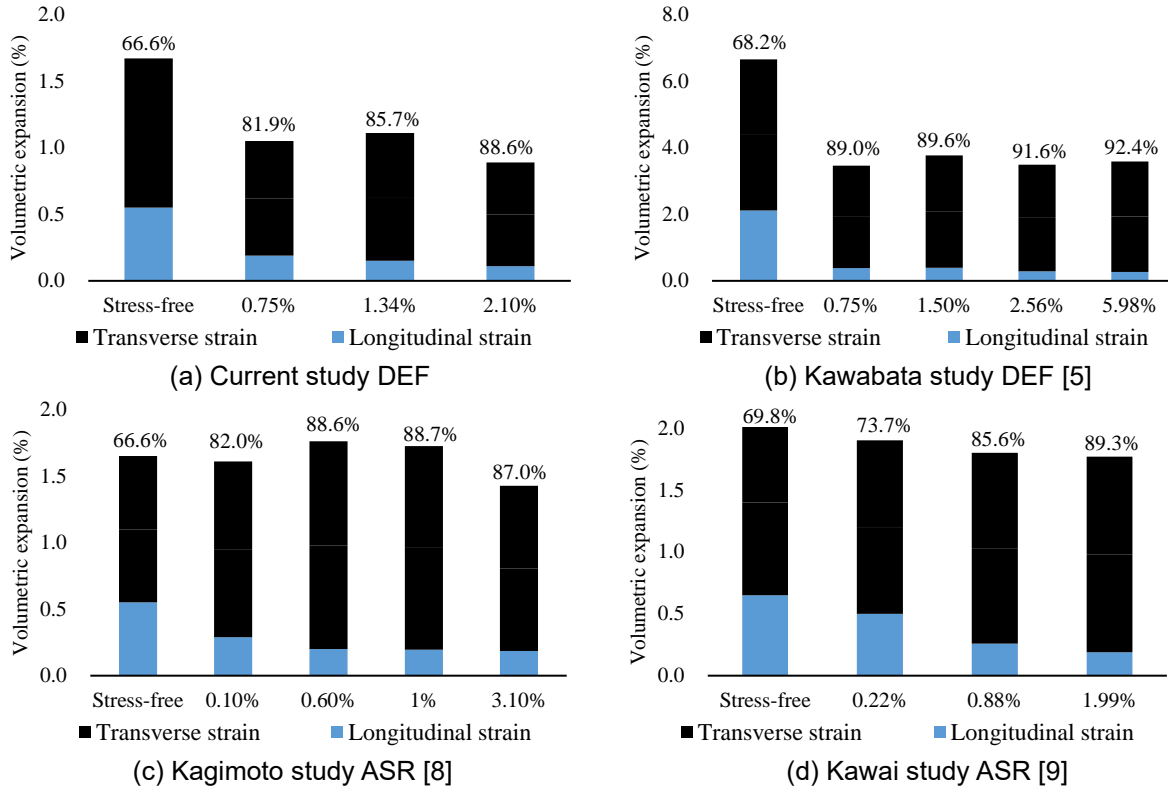 Volumetric expansion (%)
2.0
1.5
1.0
0.5
0.0
66.6%
81.9%
85.7%
88.6%
Stress-free 0.75% 1.34% 2.10%
Transverse strain Longitudinal strain
(a) Current study DEF
Volumetric expansion (%)
8.0
6.0
4.0
2.0
0.0
68.2%
89.0%
89.6%
91.6%
92.4%
Stress-free 0.75% 1.50% 2.56% 5.98%
Transverse strain Longitudinal strain
(b) Kawabata study DEF [5]
Volumetric expansion (%)
2.0
1.5
1.0
0.5
0.0
66.6%
82.0%
88.6%
88.7%
87.0%
Stress-free 0.10% 0.60% 1% 3.10%
Transverse strain Longitudinal strain
(c) Kagimoto study ASR [8]
Volumetric expansion (%)
2.0
1.5
1.0
0.5
0.0
69.8%
73.7%
85.6%
89.3%
Stress-free 0.22% 0.88% 1.99%
Transverse strain Longitudinal strain
(d) Kawai study ASR [9]